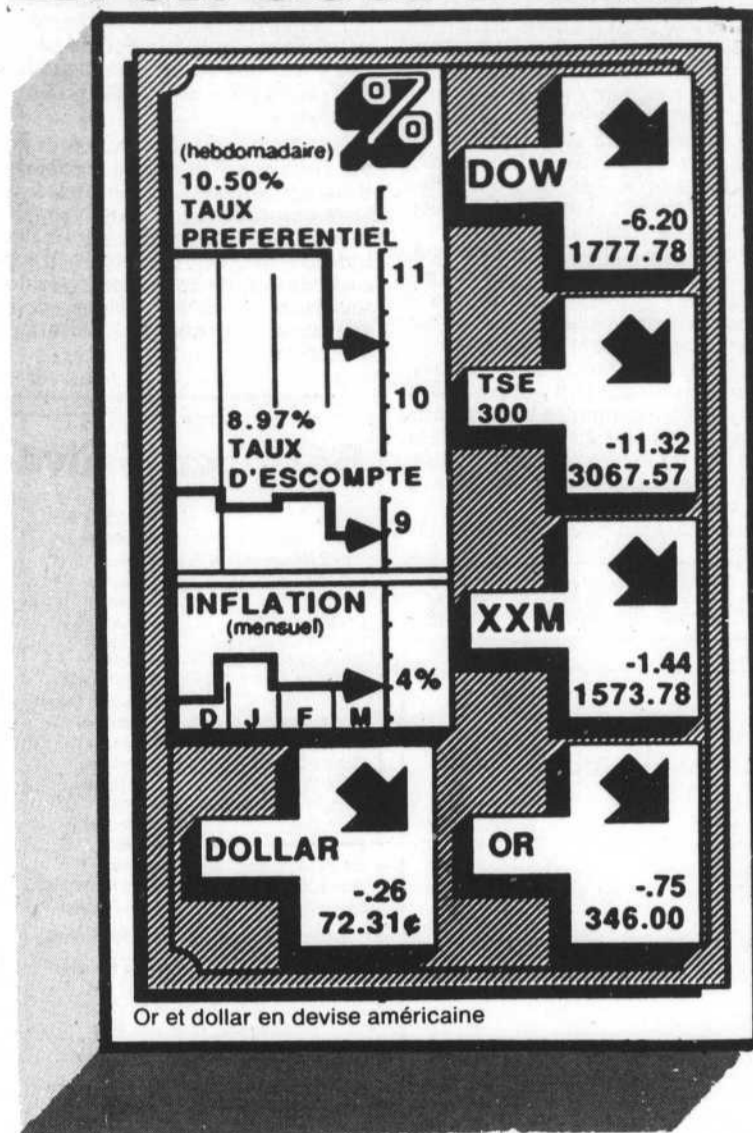 %
(hebdomadaire)
10.50%
TAUX
PREFERENTIEL
11
10
8.97%
TAUX
D'ESCOMPTE
9
INFLATION
(mensuel)
4%
D J F M
DOW
-6.20
1777.78
TSE
300
-11.32
3067.57
XXM
-1.44
1573.78
DOLLAR
-.26
72.31¢
OR
-.75
346.00
Or et dollar en devise américaine